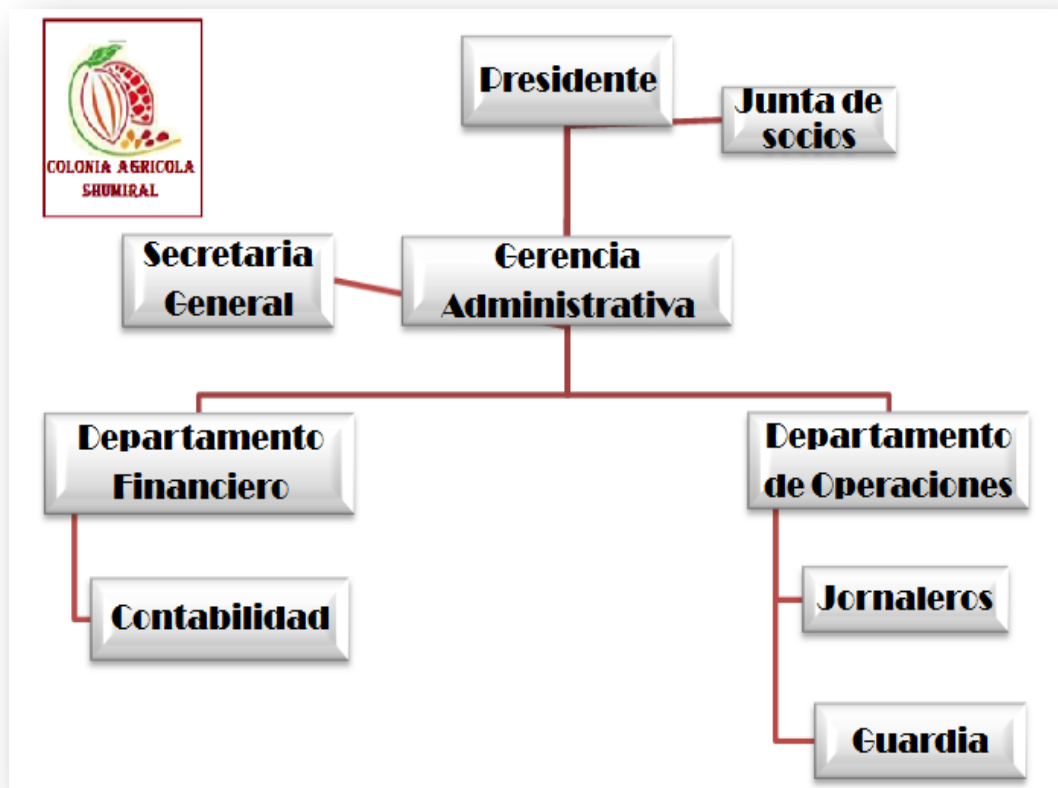 COLONIA AGRICOLA
SHUMIRAL
Presidente
Junta de
socios
Secretaria
General
Gerencia
Administrativa
Departamento
Financiero
Departamento
de Operaciones
Contabilidad
Jornaleros
Guardia